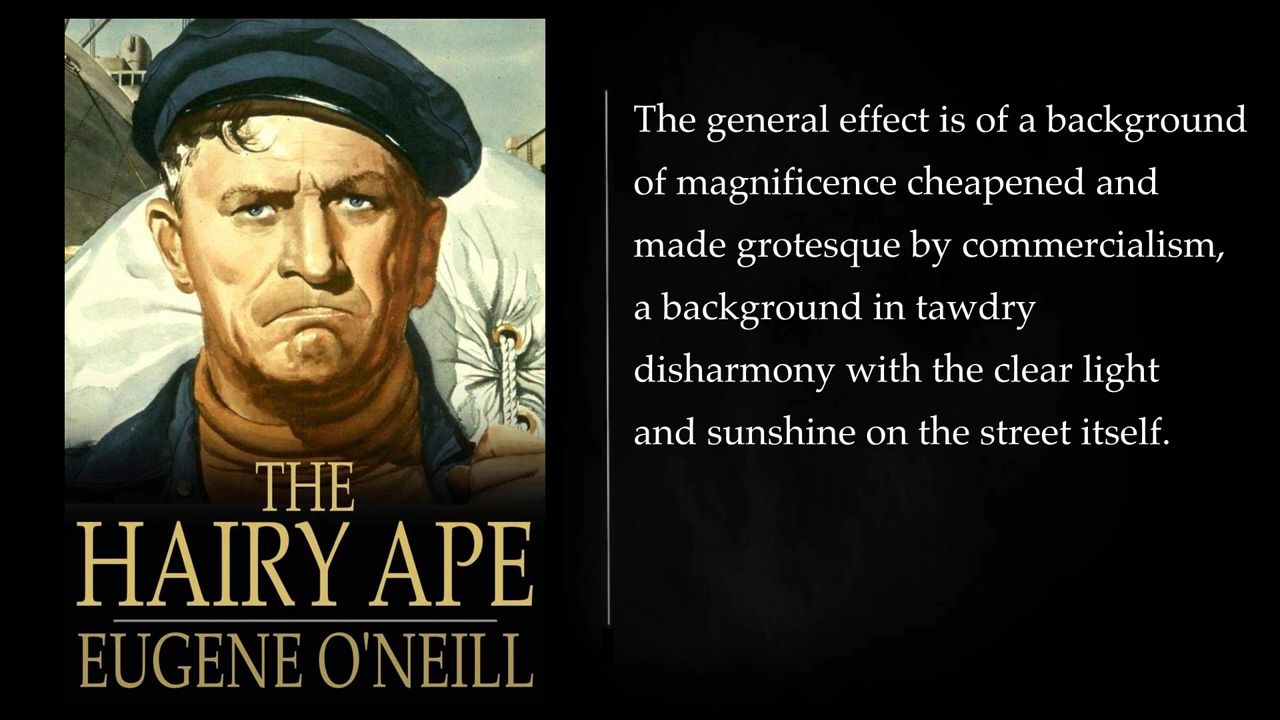 THE
HAIRY APE
EUGENE O'NEILL
The general effect is of a background
of magnificence cheapened and
made grotesque by commercialism,
a background in tawdry
disharmony with the clear light
and sunshine on the street itself.